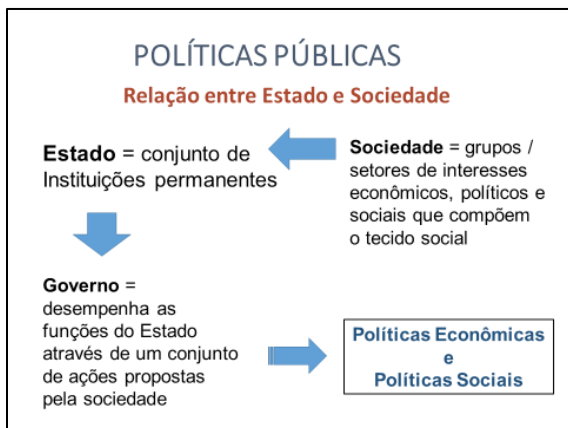 POLÍTICAS PÚBLICAS
Relação entre Estado e Sociedade
Estado = conjunto de
Instituições permanentes
Sociedade = grupos /
setores de interesses
econômicos, políticos e
sociais que compõem
o tecido social
Governo =
desempenha as
funções do Estado
através de um conjunto
de ações propostas
pela sociedade
Políticas Econômicas
e
Políticas Sociais